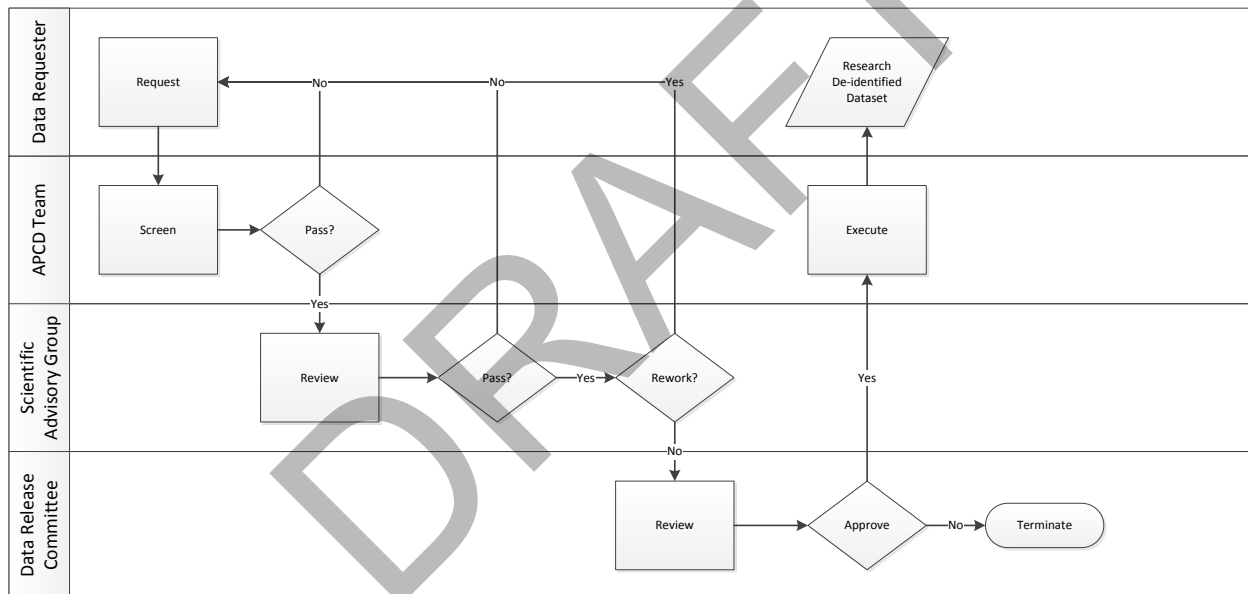 Data Requester
Request
No
No
Yes
Research
De-identified
Dataset
APCD Team
Screen
Pass?
Execute
Yes
Scientific
Advisory Group
Review
Pass?
Yes
Rework?
Yes
No
Data Release
Committee
Review
Approve
No
Terminate
DRAFT